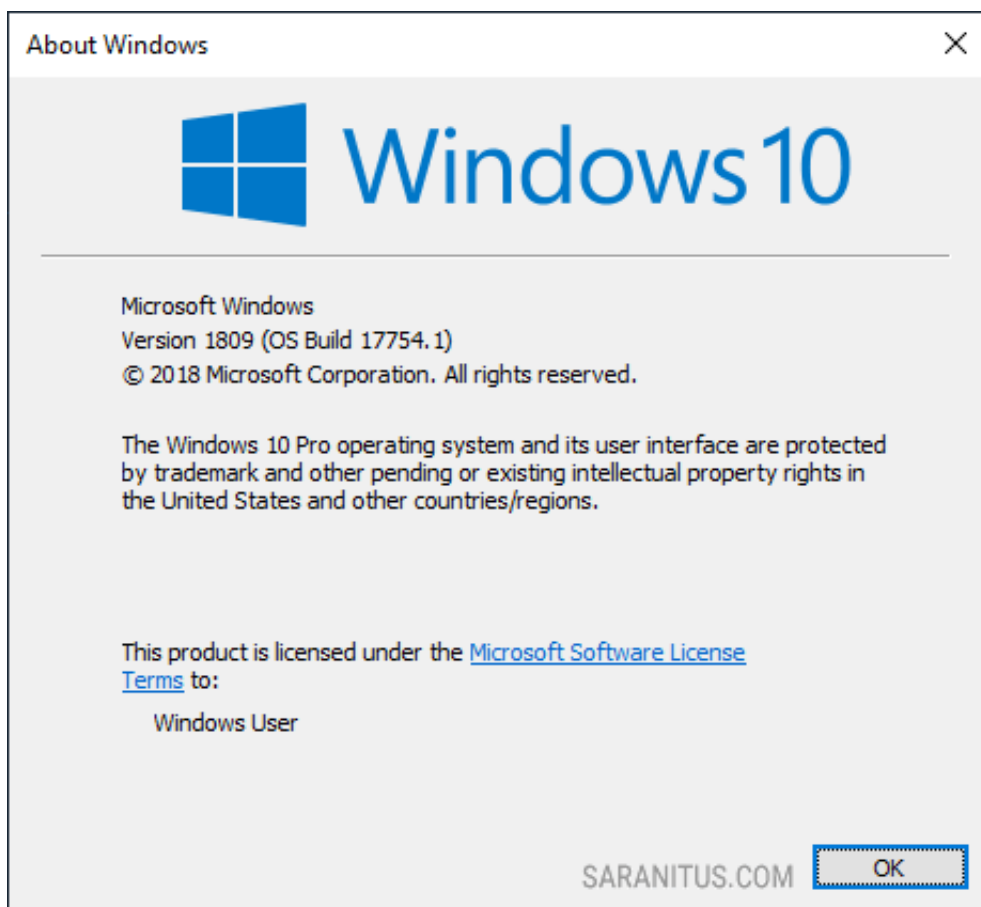 About Windows
Windows 10
Microsoft Windows
Version 1809 (OS Build 17754.1)
© 2018 Microsoft Corporation. All rights reserved.
The Windows 10 Pro operating system and its user interface are protected
by trademark and other pending or existing intellectual property rights in
the United States and other countries/regions.
This product is licensed under the Microsoft Software License
Terms to:
Windows User
SARANITUS.COM
OK